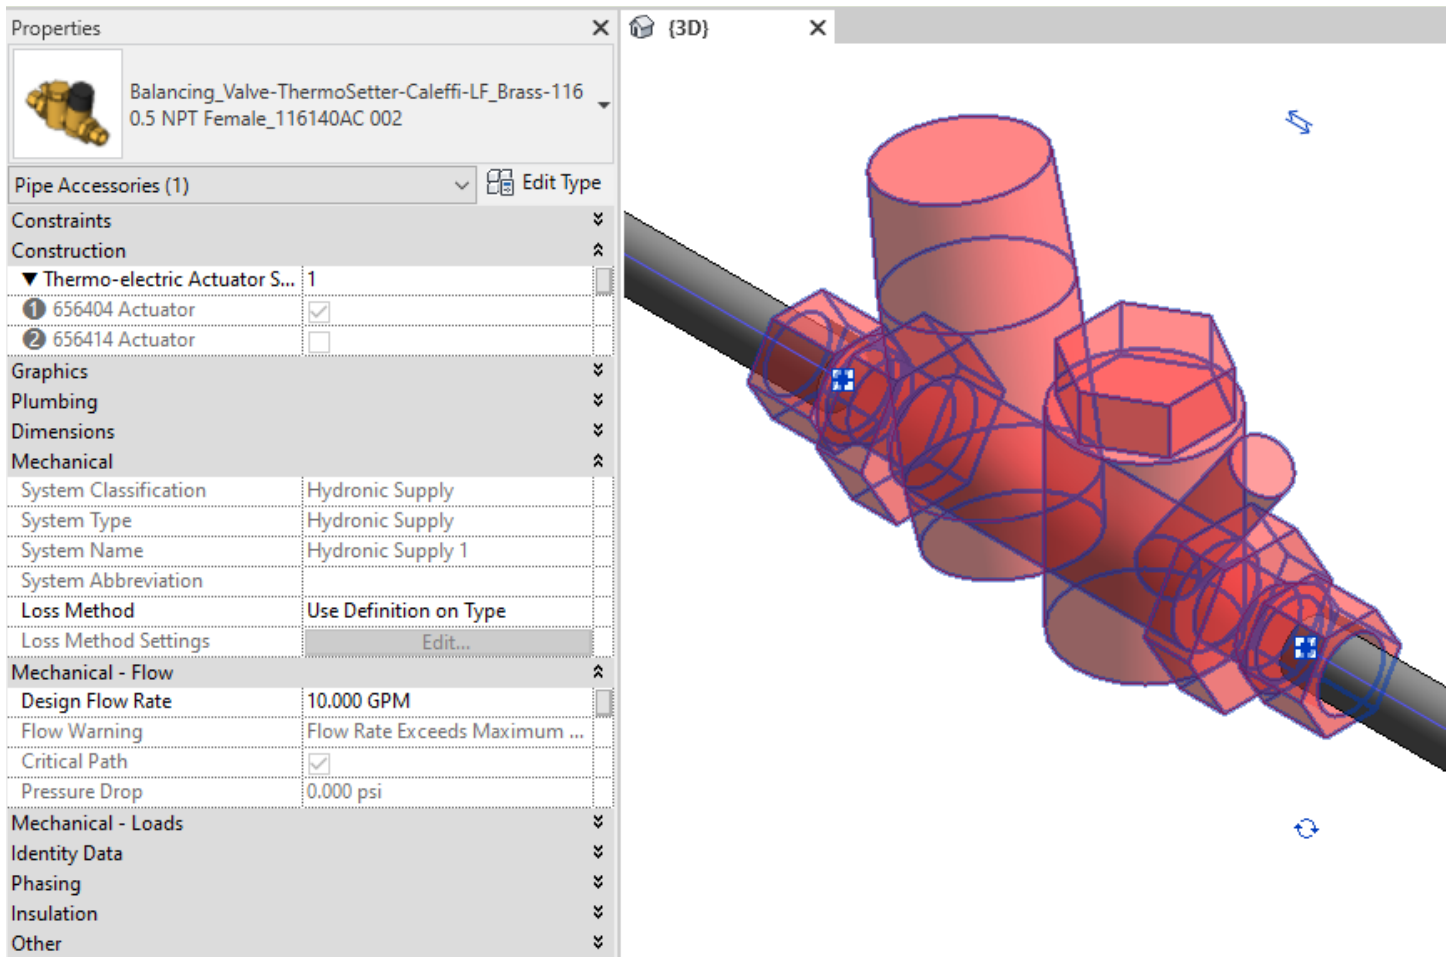 Properties
{3D}
Balancing_Valve-ThermoSetter-Caleffi-LF_Brass-116
0.5 NPT Female_116140AC 002
Pipe Accessories (1)
Edit Type
Constraints
Construction
▼ Thermo-electric Actuator S... 1
1 656404 Actuator
2 656414 Actuator
Graphics
Plumbing
Dimensions
Mechanical
System Classification Hydronic Supply
System Type Hydronic Supply
System Name Hydronic Supply 1
System Abbreviation
Loss Method Use Definition on Type
Loss Method Settings Edit...
Mechanical - Flow
Design Flow Rate 10.000 GPM
Flow Warning Flow Rate Exceeds Maximum ...
Critical Path
Pressure Drop 0.000 psi
Mechanical - Loads
Identity Data
Phasing
Insulation
Other